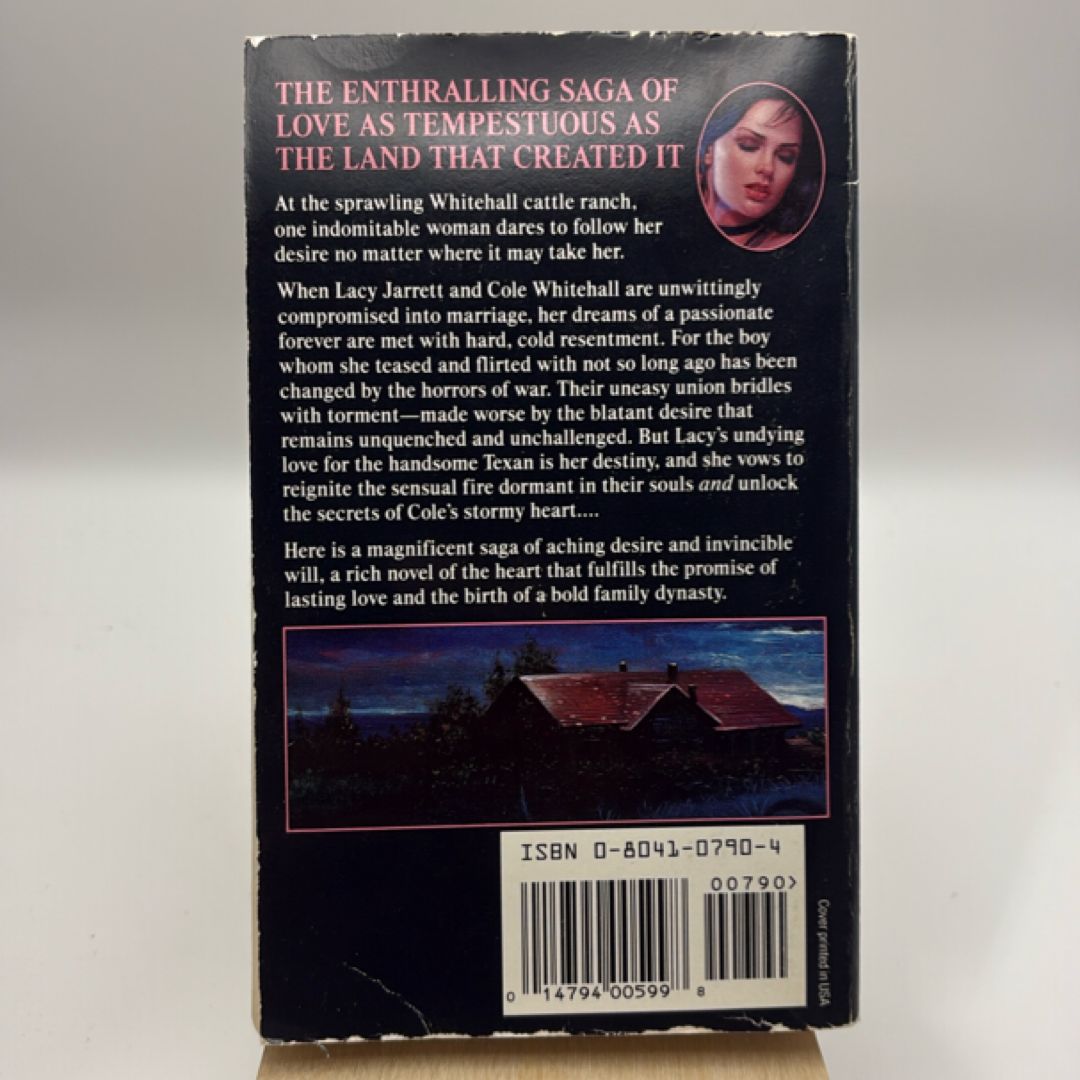 THE ENTHRALLING SAGA OF
LOVE AS TEMPESTUOUS AS
THE LAND THAT CREATED IT
At the sprawling Whitehall cattle ranch,
one indomitable woman dares to follow her
desire no matter where it may take her.
When Lacy Jarrett and Cole Whitehall are unwittingly
compromised into marriage, her dreams of a passionate
forever are met with hard, cold resentment. For the boy
whom she teased and flirted with not so long ago has been
changed by the horrors of war. Their uneasy union bridles
with torment—made worse by the blatant desire that
remains unquenched and unchallenged. But Lacy's undying
love for the handsome Texan is her destiny, and she vows to
reignite the sensual fire dormant in their souls and unlock
the secrets of Cole's stormy heart....
Here is a magnificent saga of aching desire and invincible
will, a rich novel of the heart that fulfills the promise of
lasting love and the birth of a bold family dynasty.
ISBN 0-8041-0790-4
00790>
0 14794 00599 8
Cover printed in USA